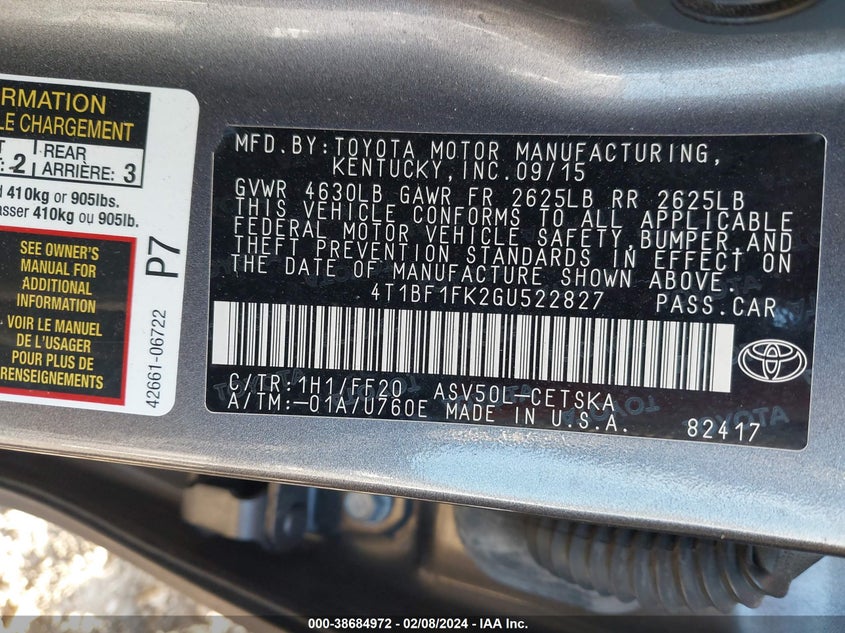 ORMATION
LE CHARGEMENT
T
:2
REAR
ARRIÈRE: 3
d 410kg or 905lbs.
asser 410kg ou 905lb.
SEE OWNER'S
MANUAL FOR
ADDITIONAL
INFORMATION
VOIR LE MANUEL
DE L'USAGER
POUR PLUS DE
RENSEIGNEMENTS
P7
42661-06722
MFD.BY:TOYOTA MOTOR MANUFACTURING,
KENTUCKY,INC.09/15
GVWR 4630LB GAWR FR 2625LB RR 2625LB
THIS VEHICLE CONFORMS TO ALL APPLICABLE
FEDERAL MOTOR VEHICLE SAFETY,BUMPER,AND
THEFT PREVENTION STANDARDS IN EFFECT ON
THE DATE OF MANUFACTURE SHOWN ABOVE.
4T1BF1FK2GU522827 PASS.CAR
C/TR:1H1/FF20 ASV50L-CETSKA
A/TM:-01A/U760E MADE IN U.S.A. 82417
000-38684972 - 02/08/2024 - IAA Inc.